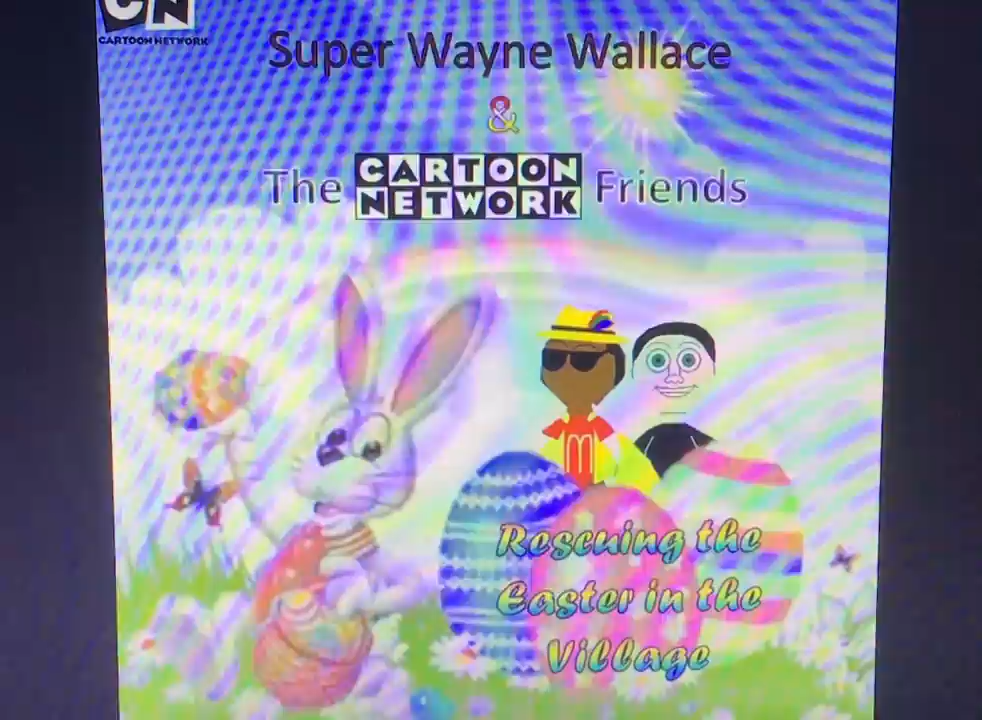 CN
CARTOON NETWORK
Super Wayne Wallace
&
The CARTOON NETWORK Friends
m
Rescuing the
Easter in the
Village